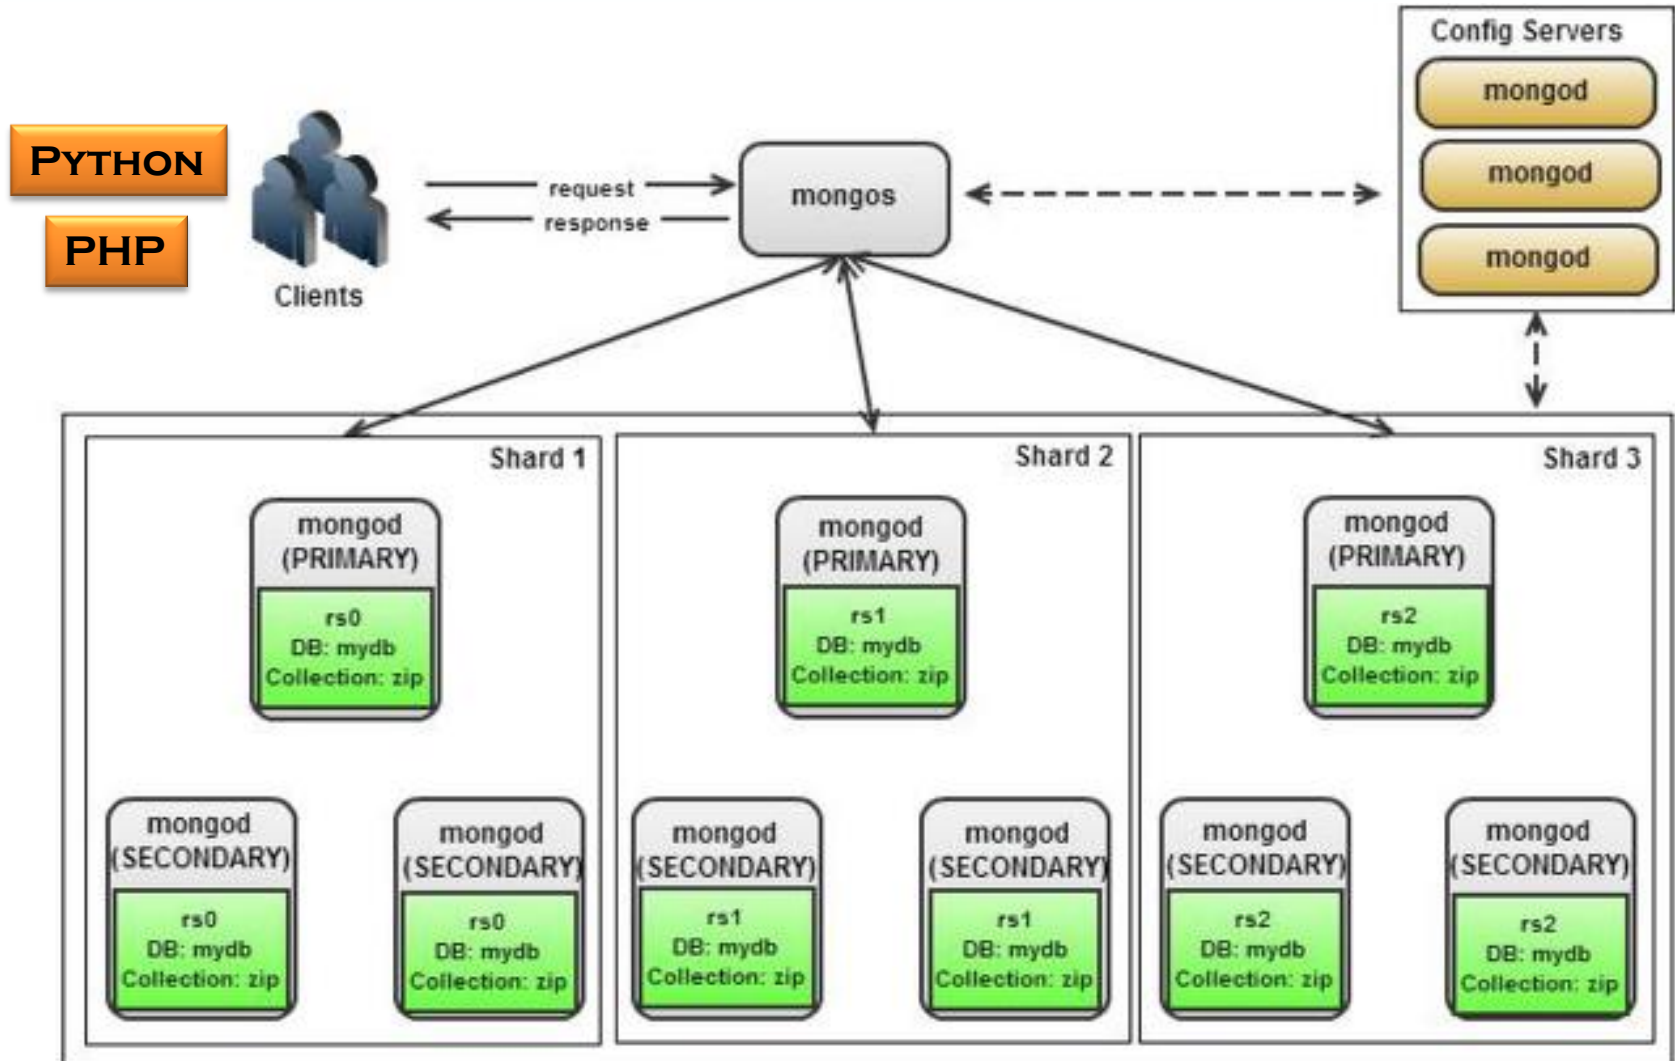 Config Servers
mongod
mongod
mongod
PYTHON
PHP
Clients
request
response
mongos
Shard 1
mongod
(PRIMARY)
rs0
DB: mydb
Collection: zip
mongod
(SECONDARY)
rs0
DB: mydb
Collection: zip
mongod
(SECONDARY)
rs0
DB: mydb
Collection: zip
Shard 2
mongod
(PRIMARY)
rs1
DB: mydb
Collection: zip
mongod
(SECONDARY)
rs1
DB: mydb
Collection: zip
mongod
(SECONDARY)
rs1
DB: mydb
Collection: zip
Shard 3
mongod
(PRIMARY)
rs2
DB: mydb
Collection: zip
mongod
(SECONDARY)
rs2
DB: mydb
Collection: zip
mongod
(SECONDARY)
rs2
DB: mydb
Collection: zip